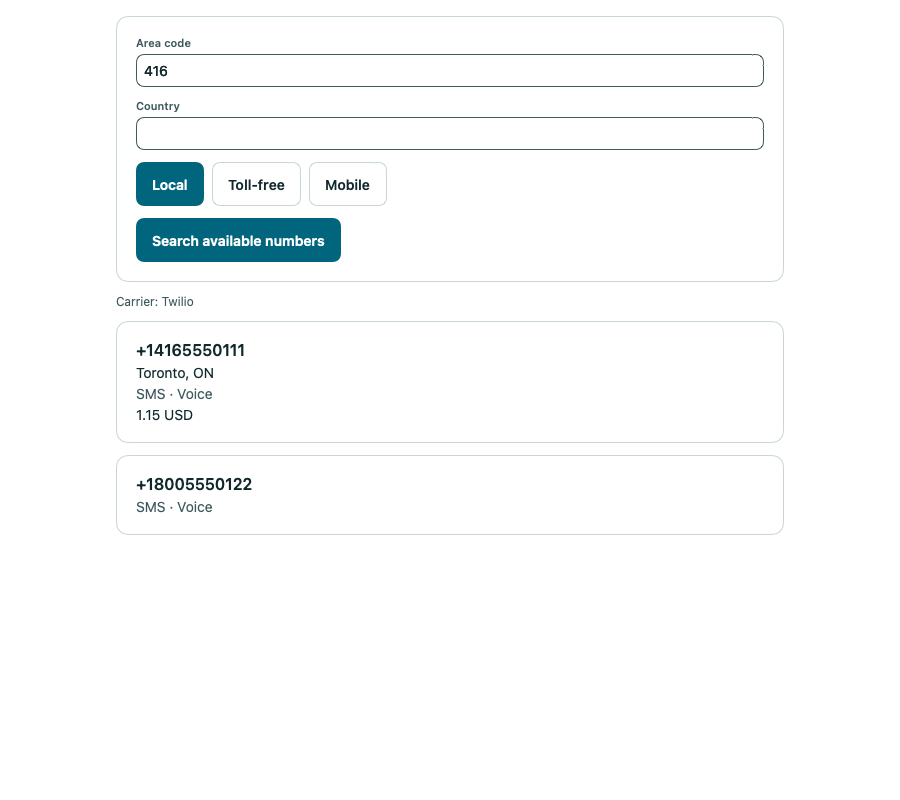 Area code
416
Country
Local
Toll-free
Mobile
Search available numbers
Carrier: Twilio
+14165550111
Toronto, ON
SMS · Voice
1.15 USD
+18005550122
SMS · Voice